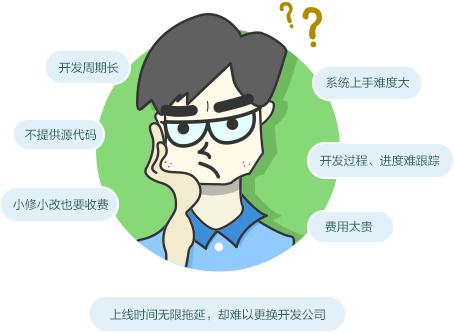 ??
开发周期长
系统上手难度大
不提供源代码
开发过程、进度难跟踪
小修小改也要收费
费用太贵
上线时间无限拖延，却难以更换开发公司